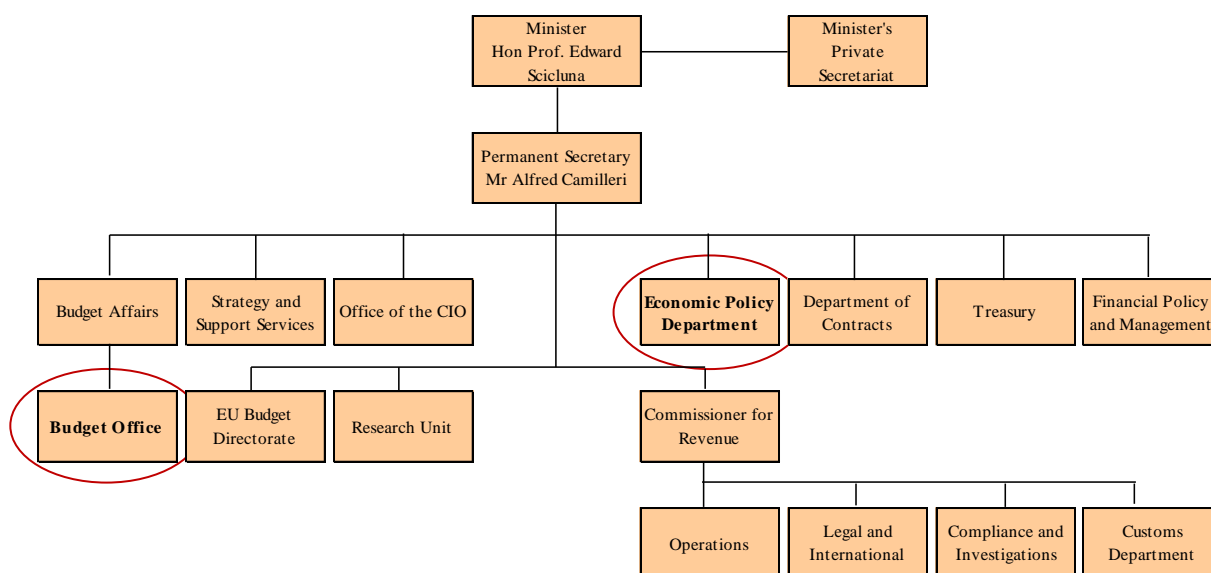 Minister
Hon Prof. Edward
Scicluna
Minister's
Private
Secretariat
Permanent Secretary
Mr Alfred Camilleri
Budget Affairs
Strategy and
Support Services
Office of the CIO
Economic Policy
Department
Department of
Contracts
Treasury
Financial Policy
and Management
Budget Office
EU Budget
Directorate
Research Unit
Commissioner for
Revenue
Operations
Legal and
International
Compliance and
Investigations
Customs
Department